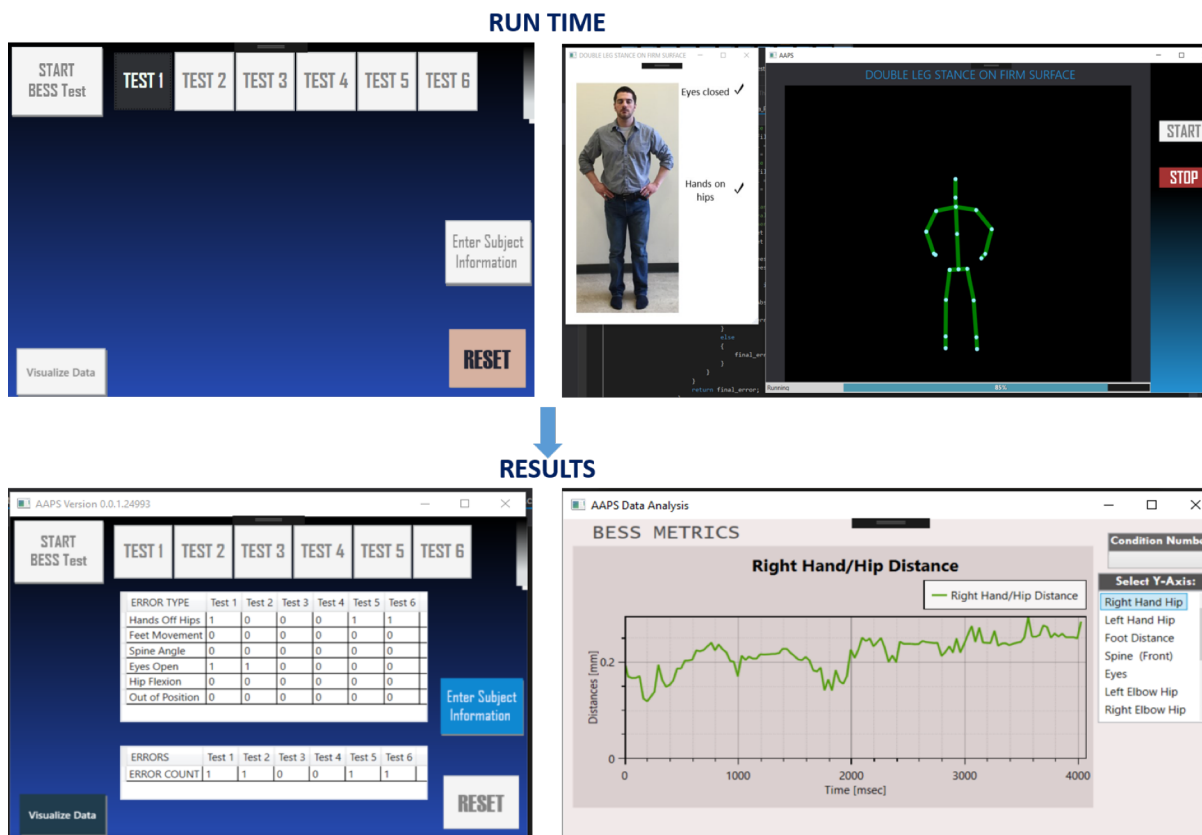 RUN TIME
START
BESS Test
TEST 1
TEST 2
TEST 3
TEST 4
TEST 5
TEST 6
Enter Subject
Information
RESET
Visualize Data
DOUBLE LEG STANCE ON FIRM SURFACE
Eyes closed ✓
Hands on
hips ✓
AAPS
DOUBLE LEG STANCE ON FIRM SURFACE
START
STOP
}
else
{
}
}
}
return final_error;
Running
85%
RESULTS
AAPS Version 0.0.1.24993
START
BESS Test
TEST 1
TEST 2
TEST 3
TEST 4
TEST 5
TEST 6
ERROR TYPE Test 1 Test 2 Test 3 Test 4 Test 5 Test 6
Hands Off Hips 1 0 0 0 1 1
Feet Movement 0 0 0 0 0 0
Spine Angle 0 0 0 0 0 0
Eyes Open 1 1 0 0 0 0
Hip Flexion 0 0 0 0 0 0
Out of Position 0 0 0 0 0 0
ERRORS Test 1 Test 2 Test 3 Test 4 Test 5 Test 6
ERROR COUNT 1 1 0 0 1 1
Enter Subject
Information
RESET
Visualize Data
AAPS Data Analysis
BESS METRICS
Right Hand/Hip Distance
Right Hand/Hip Distance
Distances [mm]
0.2
0
0 1000 2000 3000 4000
Time [msec]
Condition Numbe
Select Y-Axis:
Right Hand Hip
Left Hand Hip
Foot Distance
Spine (Front)
Eyes
Left Elbow Hip
Right Elbow Hip